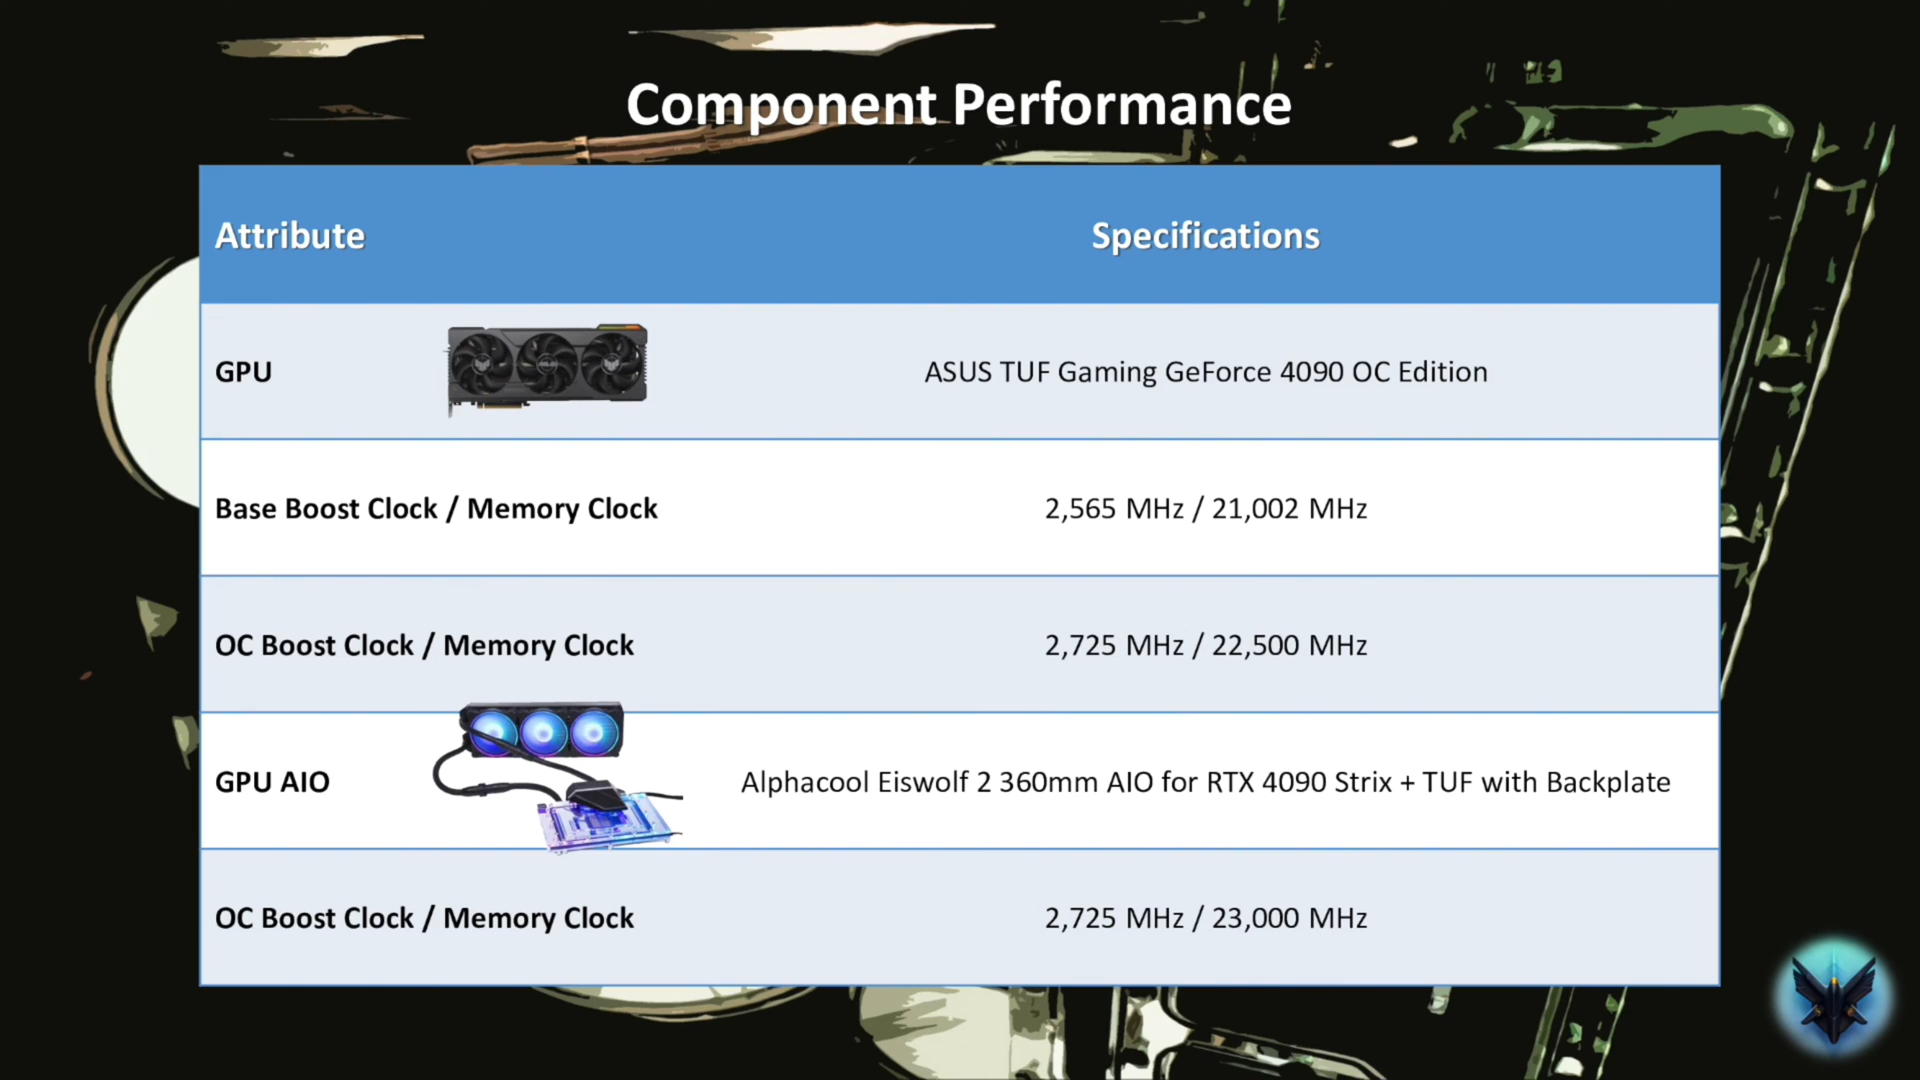 Component Performance
Attribute Specifications
GPU ASUS TUF Gaming GeForce 4090 OC Edition
Base Boost Clock / Memory Clock 2,565 MHz / 21,002 MHz
OC Boost Clock / Memory Clock 2,725 MHz / 22,500 MHz
GPU AIO Alphacool Eiswolf 2 360mm AIO for RTX 4090 Strix + TUF with Backplate
OC Boost Clock / Memory Clock 2,725 MHz / 23,000 MHz